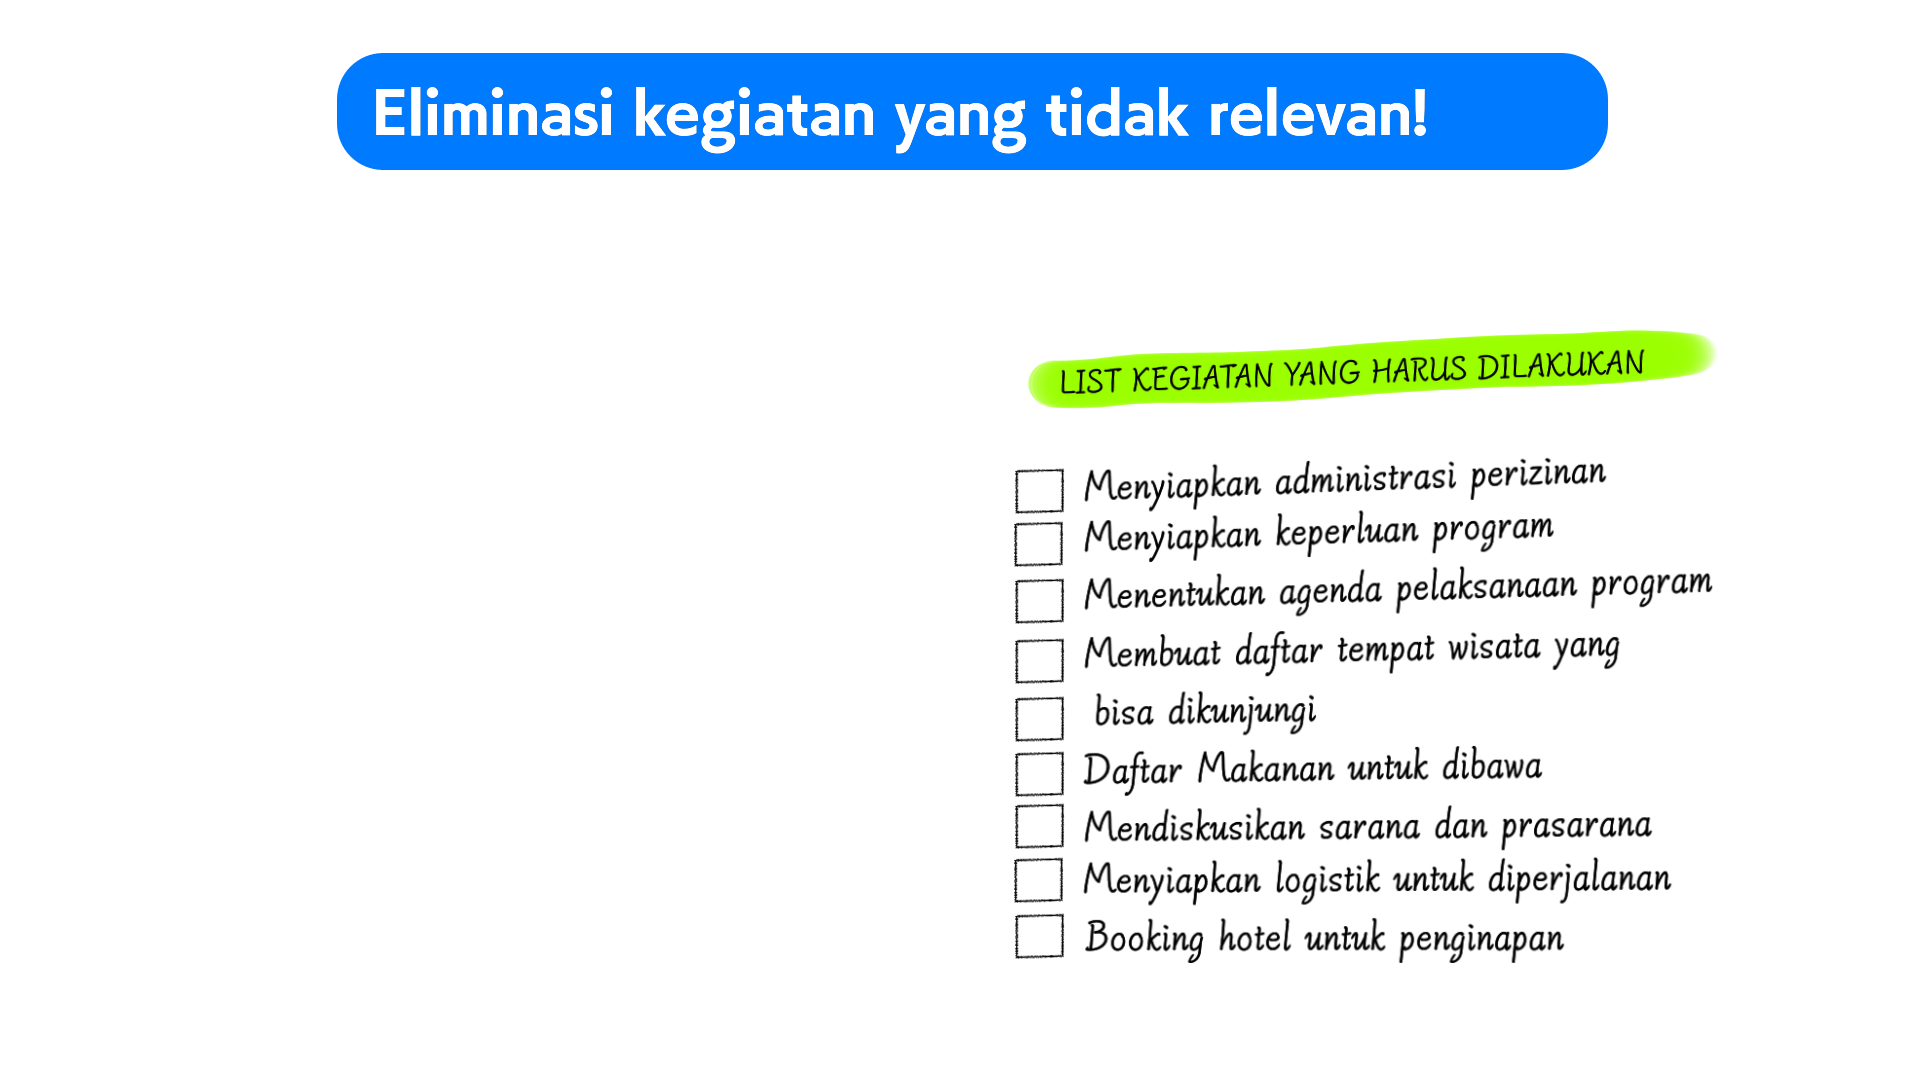 Eliminasi kegiatan yang tidak relevan!
LIST KEGIATAN YANG HARUS DILAKUKAN
Menyiapkan administrasi perizinan
Menyiapkan keperluan program
Menentukan agenda pelaksanaan program
Membuat daftar tempat wisata yang
bisa dikunjungi
Daftar Makanan untuk dibawa
Mendiskusikan sarana dan prasarana
Menyiapkan logistik untuk diperjalanan
Booking hotel untuk penginapan